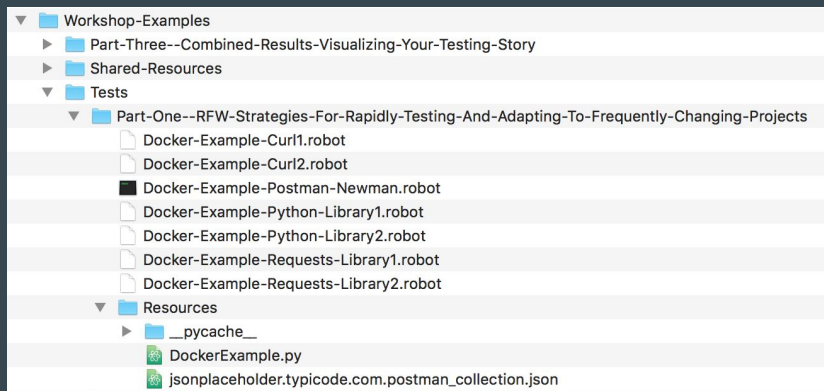 Workshop-Examples
Part-Three--Combined-Results-Visualizing-Your-Testing-Story
Shared-Resources
Tests
Part-One--RFW-Strategies-For-Rapidly-Testing-And-Adapting-To-Frequently-Changing-Projects
Docker-Example-Curl1.robot
Docker-Example-Curl2.robot
Docker-Example-Postman-Newman.robot
Docker-Example-Python-Library1.robot
Docker-Example-Python-Library2.robot
Docker-Example-Requests-Library1.robot
Docker-Example-Requests-Library2.robot
Resources
__pycache__
DockerExample.py
jsonplaceholder.typicode.com.postman_collection.json